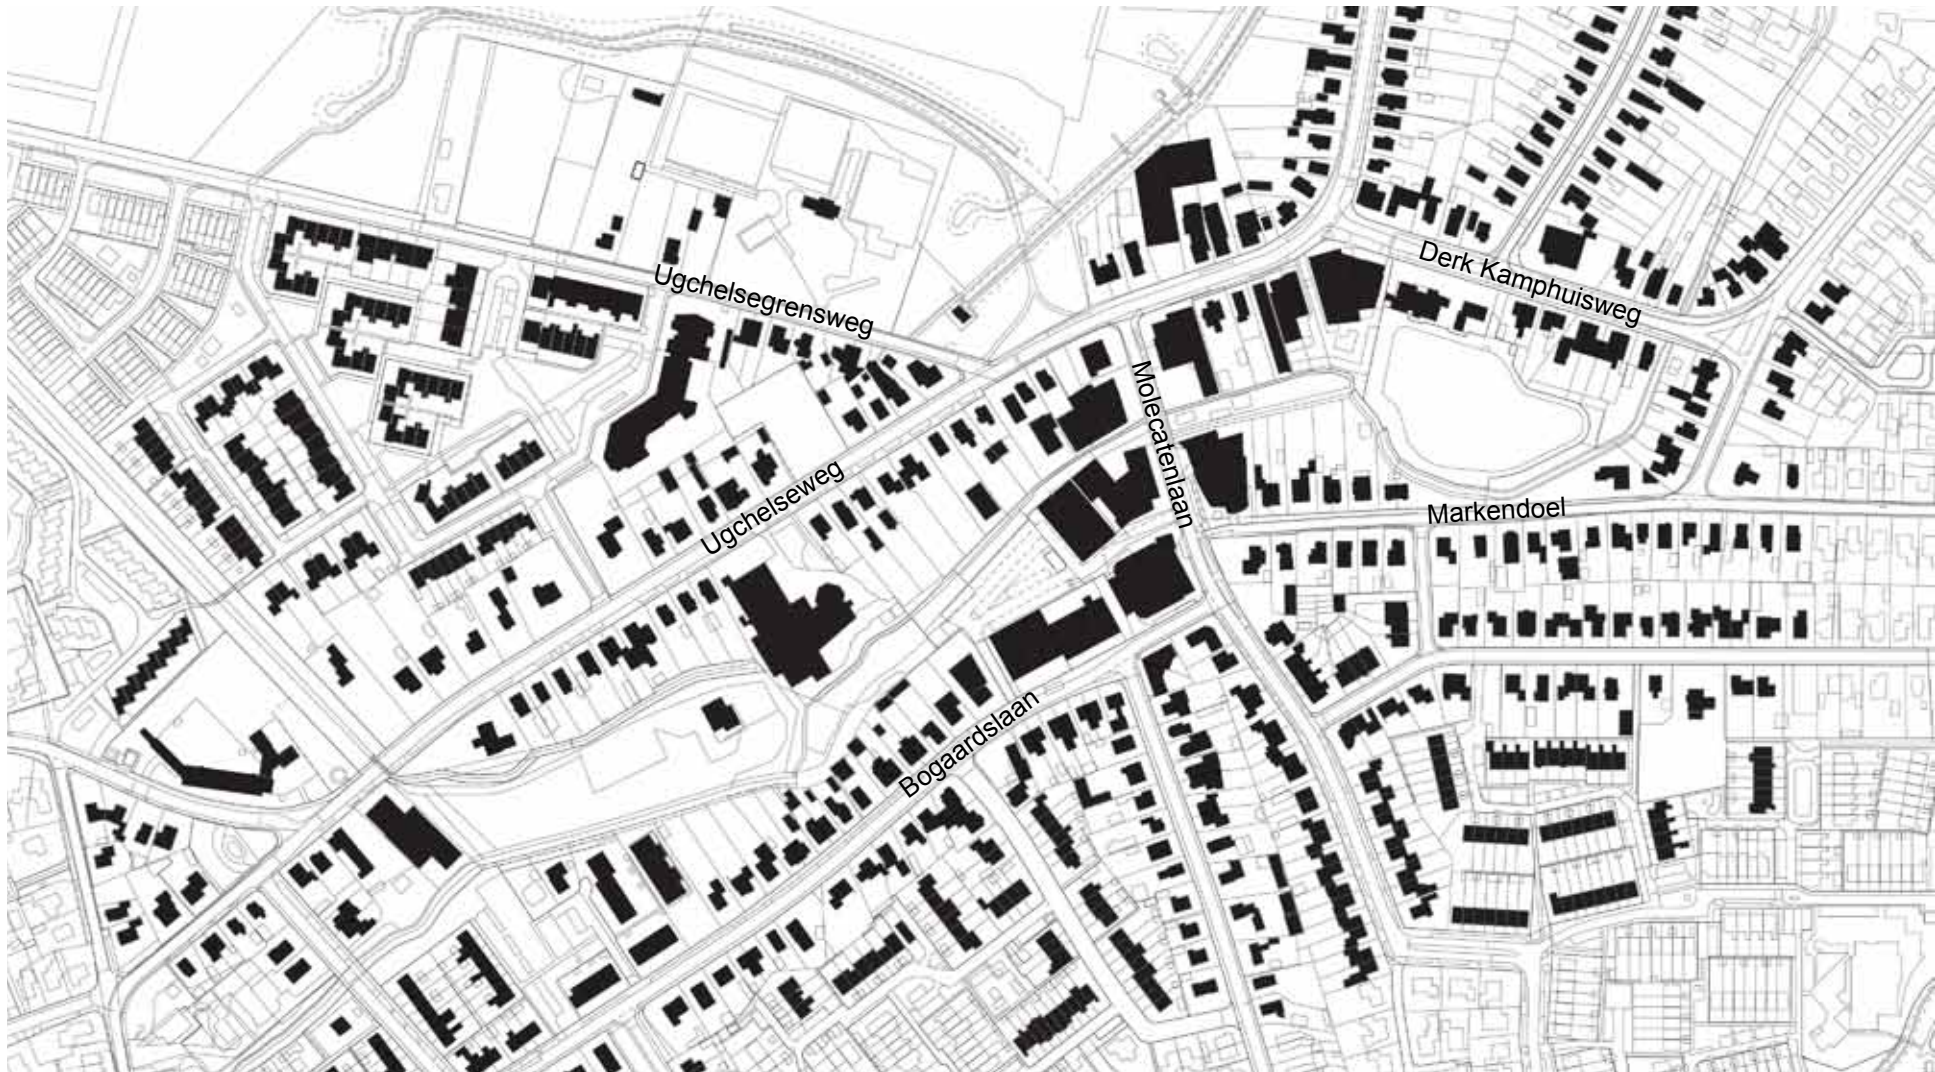 Derk Kamphuisweg
Ugchelsegrensweg
Molecatenlaan
Ugchelseweg
Markendoel
Bogaardslaan